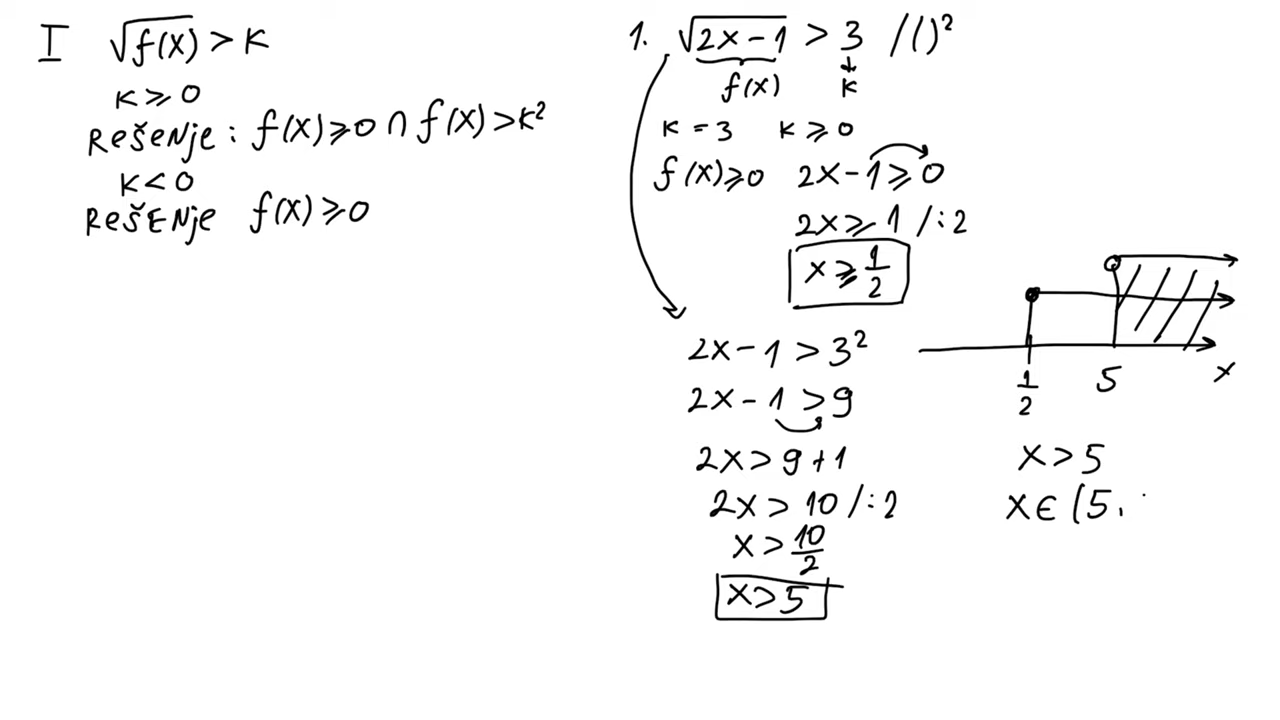 I √f(x) > K
K ≥ 0
REŠENJE : f(x) ≥ 0 ∩ f(x) > K²
K < 0
REŠENJE f(x) ≥ 0
1. √2x − 1 > 3 /()²
f(x) K
K = 3 K ≥ 0
f(x) ≥ 0 2x − 1 ≥ 0
2x ≥ 1 /:2
x ≥ 1/2
2x − 1 > 3²
2x − 1 > 9
2x > 9 + 1
2x > 10 /:2
x > 10/2
x > 5
1/2 5 x
x > 5
x ∈ (5,